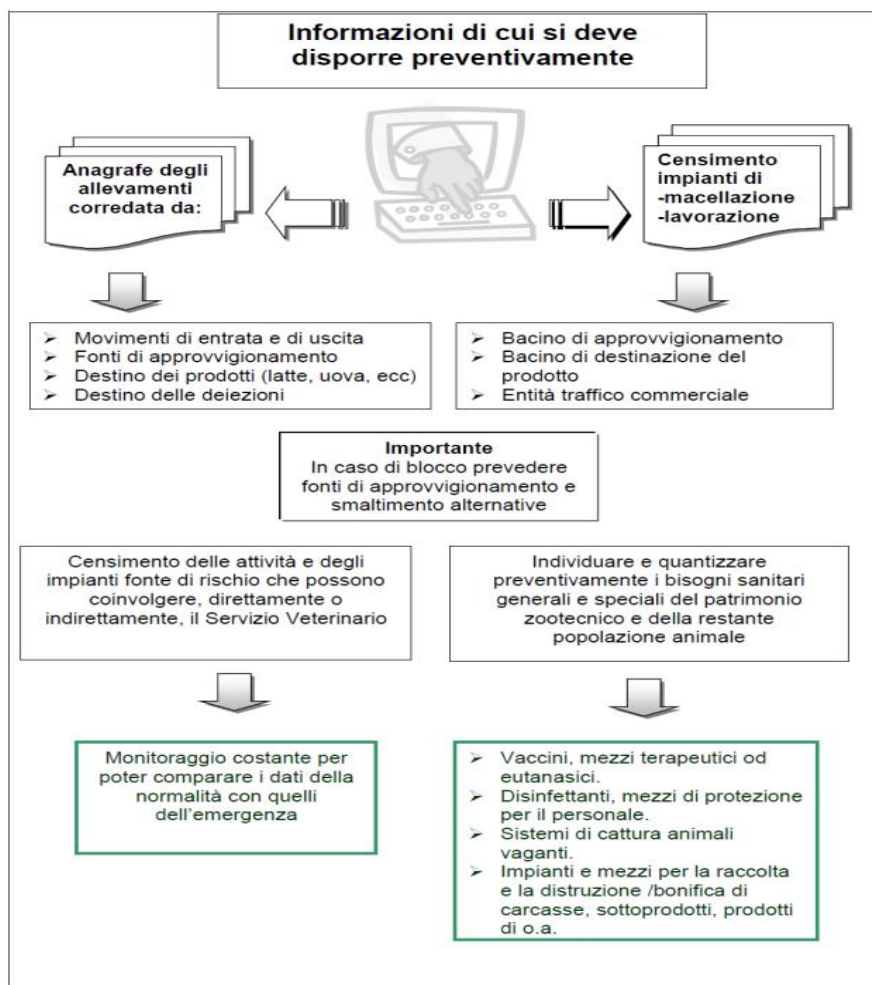 Informazioni di cui si deve
disporre preventivamente
Anagrafe degli
allevamenti
corredata da:
Censimento
impianti di
-macellazione
-lavorazione
➢ Movimenti di entrata e di uscita
➢ Fonti di approvvigionamento
➢ Destino dei prodotti (latte, uova, ecc)
➢ Destino delle deiezioni
➢ Bacino di approvvigionamento
➢ Bacino di destinazione del
prodotto
➢ Entità traffico commerciale
Importante
In caso di blocco prevedere
fonti di approvvigionamento e
smaltimento alternative
Censimento delle attività e degli
impianti fonte di rischio che possono
coinvolgere, direttamente o
indirettamente, il Servizio Veterinario
Individuare e quantizzare
preventivamente i bisogni sanitari
generali e speciali del patrimonio
zootecnico e della restante
popolazione animale
Monitoraggio costante per
poter comparare i dati della
normalità con quelli
dell'emergenza
➢ Vaccini, mezzi terapeutici od
eutanasici.
➢ Disinfettanti, mezzi di protezione
per il personale.
➢ Sistemi di cattura animali
vaganti.
➢ Impianti e mezzi per la raccolta
e la distruzione /bonifica di
carcasse, sottoprodotti, prodotti
di o.a.